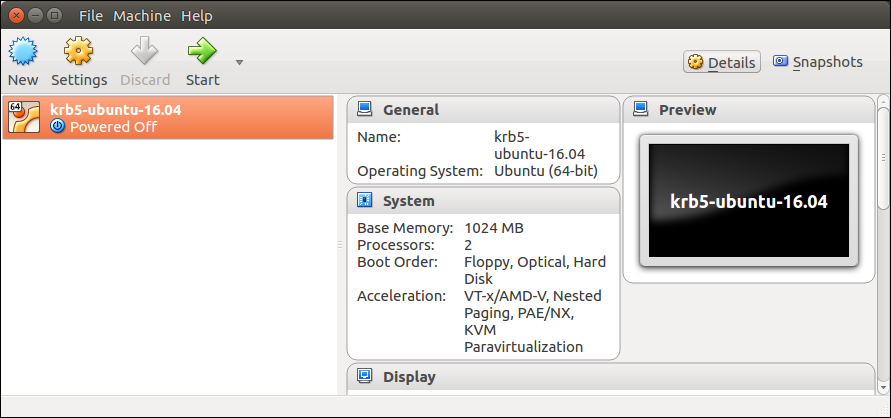 File Machine Help
New Settings Discard Start
Details Snapshots
64
krb5-ubuntu-16.04
Powered Off
General
Name: krb5-
ubuntu-16.04
Operating System: Ubuntu (64-bit)
System
Base Memory: 1024 MB
Processors: 2
Boot Order: Floppy, Optical, Hard
Disk
Acceleration: VT-x/AMD-V, Nested
Paging, PAE/NX,
KVM
Paravirtualization
Display
Preview
krb5-ubuntu-16.04